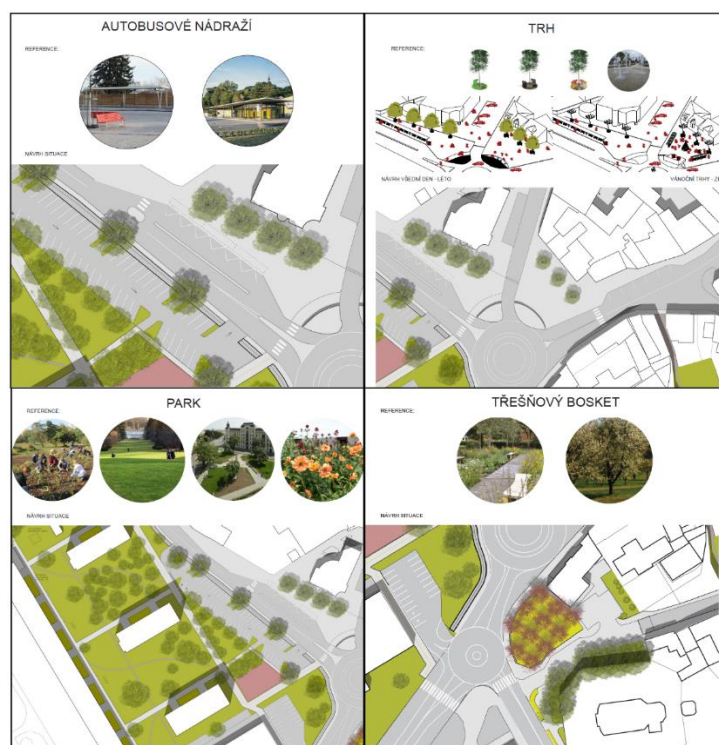 AUTOBUSOVÉ NÁDRAŽÍ
REFERENCE:
NÁVRH SITUACE
TRH
REFERENCE:
NÁVRH VŠEDNÍ DEN - LÉTO
VÁNOČNÍ TRHY - ZI
PARK
REFERENCE:
NÁVRH SITUACE
TŘEŠŇOVÝ BOSKET
REFERENCE:
NÁVRH SITUACE